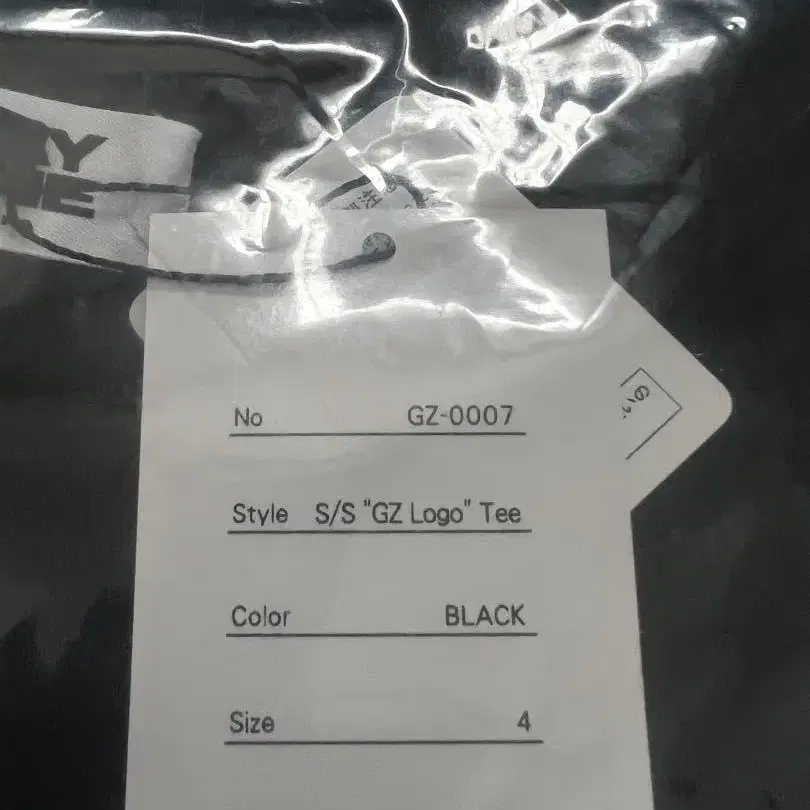 No GZ-0007
Style S/S "GZ Logo" Tee
Color BLACK
Size 4